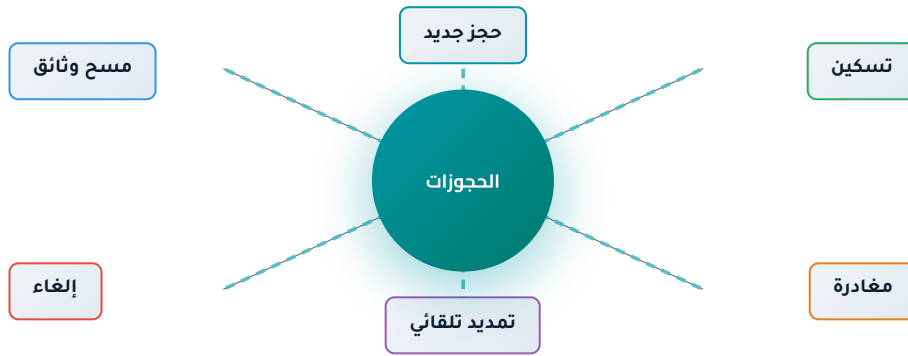 حجز جديد
تسكين
مسح وثائق
الحجوزات
مغادرة
إلغاء
تمديد تلقائي